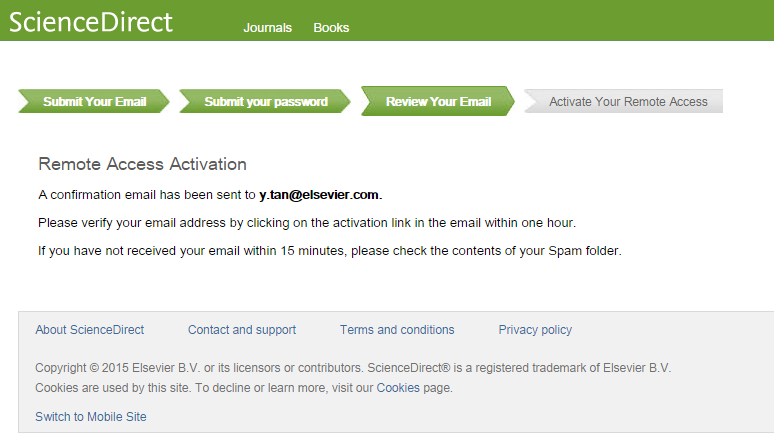 ScienceDirect Journals Books
Submit Your Email Submit your password Review Your Email Activate Your Remote Access
Remote Access Activation
A confirmation email has been sent to y.tan@elsevier.com.
Please verify your email address by clicking on the activation link in the email within one hour.
If you have not received your email within 15 minutes, please check the contents of your Spam folder.
About ScienceDirect Contact and support Terms and conditions Privacy policy
Copyright © 2015 Elsevier B.V. or its licensors or contributors. ScienceDirect® is a registered trademark of Elsevier B.V.
Cookies are used by this site. To decline or learn more, visit our Cookies page.
Switch to Mobile Site